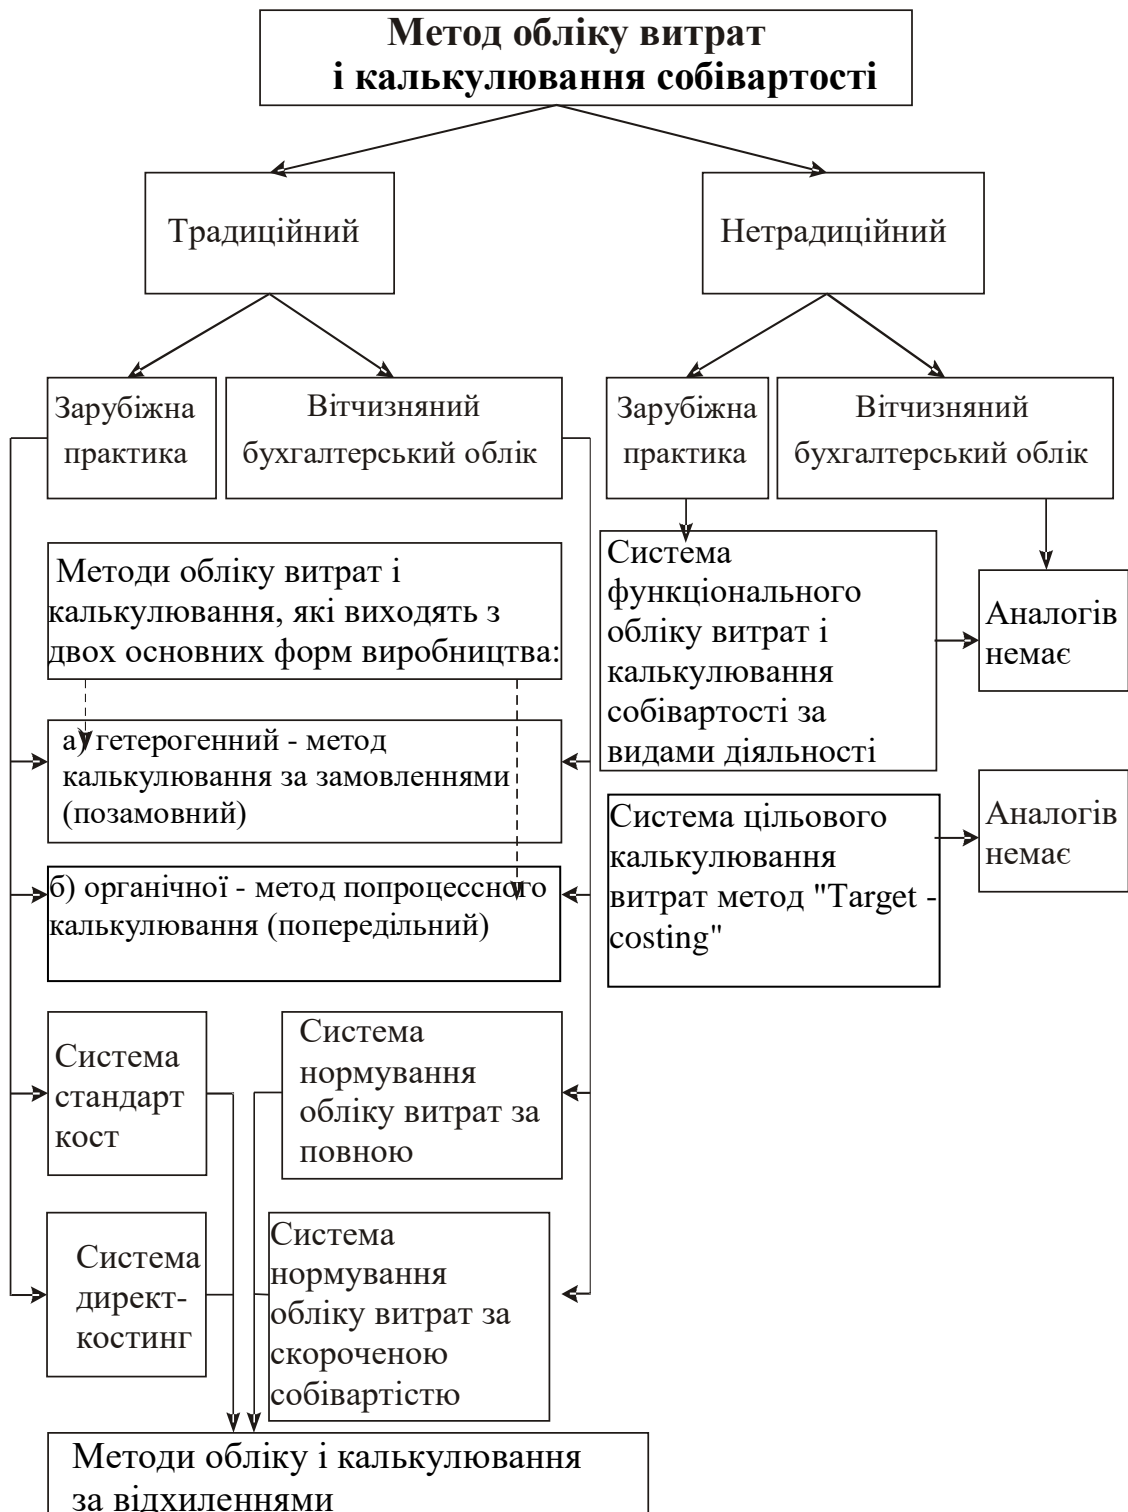 Метод обліку витрат
і калькулювання собівартості
Традиційний
Нетрадиційний
Зарубіжна
практика
Вітчизняний
бухгалтерський облік
Зарубіжна
практика
Вітчизняний
бухгалтерський облік
Методи обліку витрат і
калькулювання, які виходять з
двох основних форм виробництва:
а) гетерогенний - метод
калькулювання за замовленнями
(позамовний)
б) органічної - метод попроцессного
калькулювання (попередільний)
Система
функціонального
обліку витрат і
калькулювання
собівартості за
видами діяльності
Аналогів
немає
Система цільового
калькулювання
витрат метод "Target -
costing"
Аналогів
немає
Система
стандарт
кост
Система
нормування
обліку витрат за
повною
Система
директ-
костинг
Система
нормування
обліку витрат за
скороченою
собівартістю
Методи обліку і калькулювання
за відхиленнями